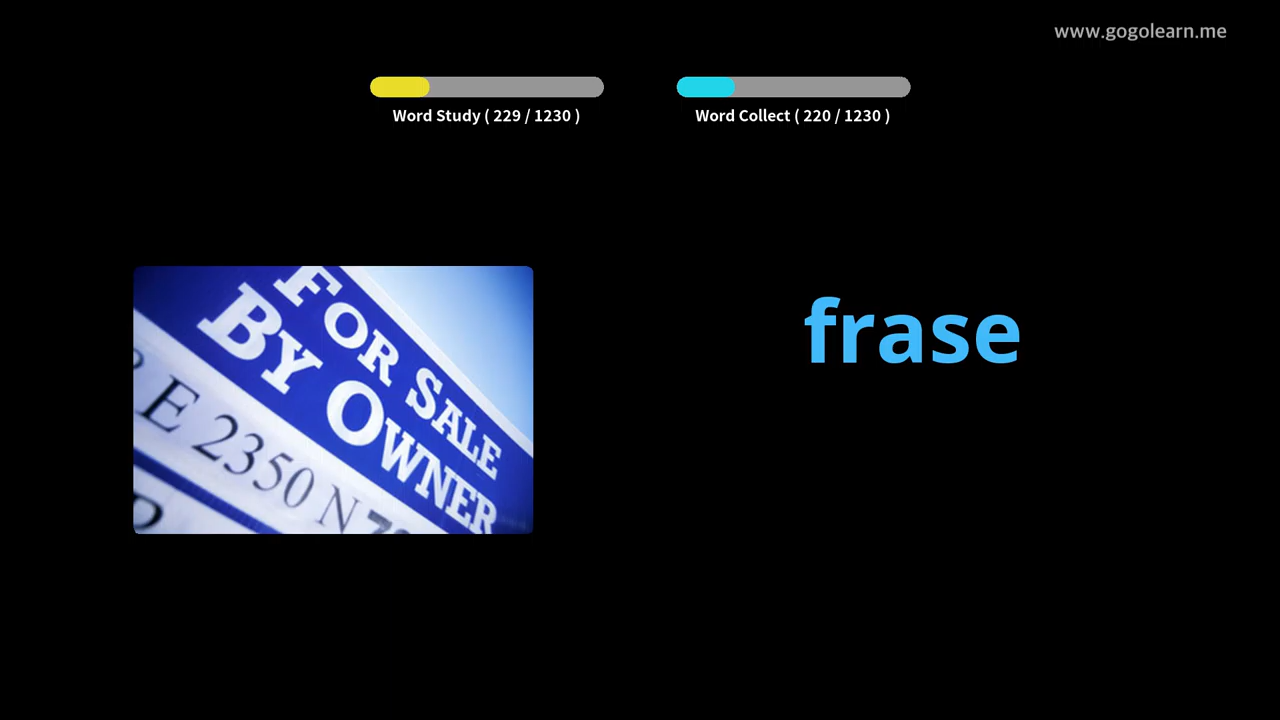 www.gogolearn.me
Word Study ( 229 / 1230 )
Word Collect ( 220 / 1230 )
FOR SALE
BY OWNER
E 2350 N
frase